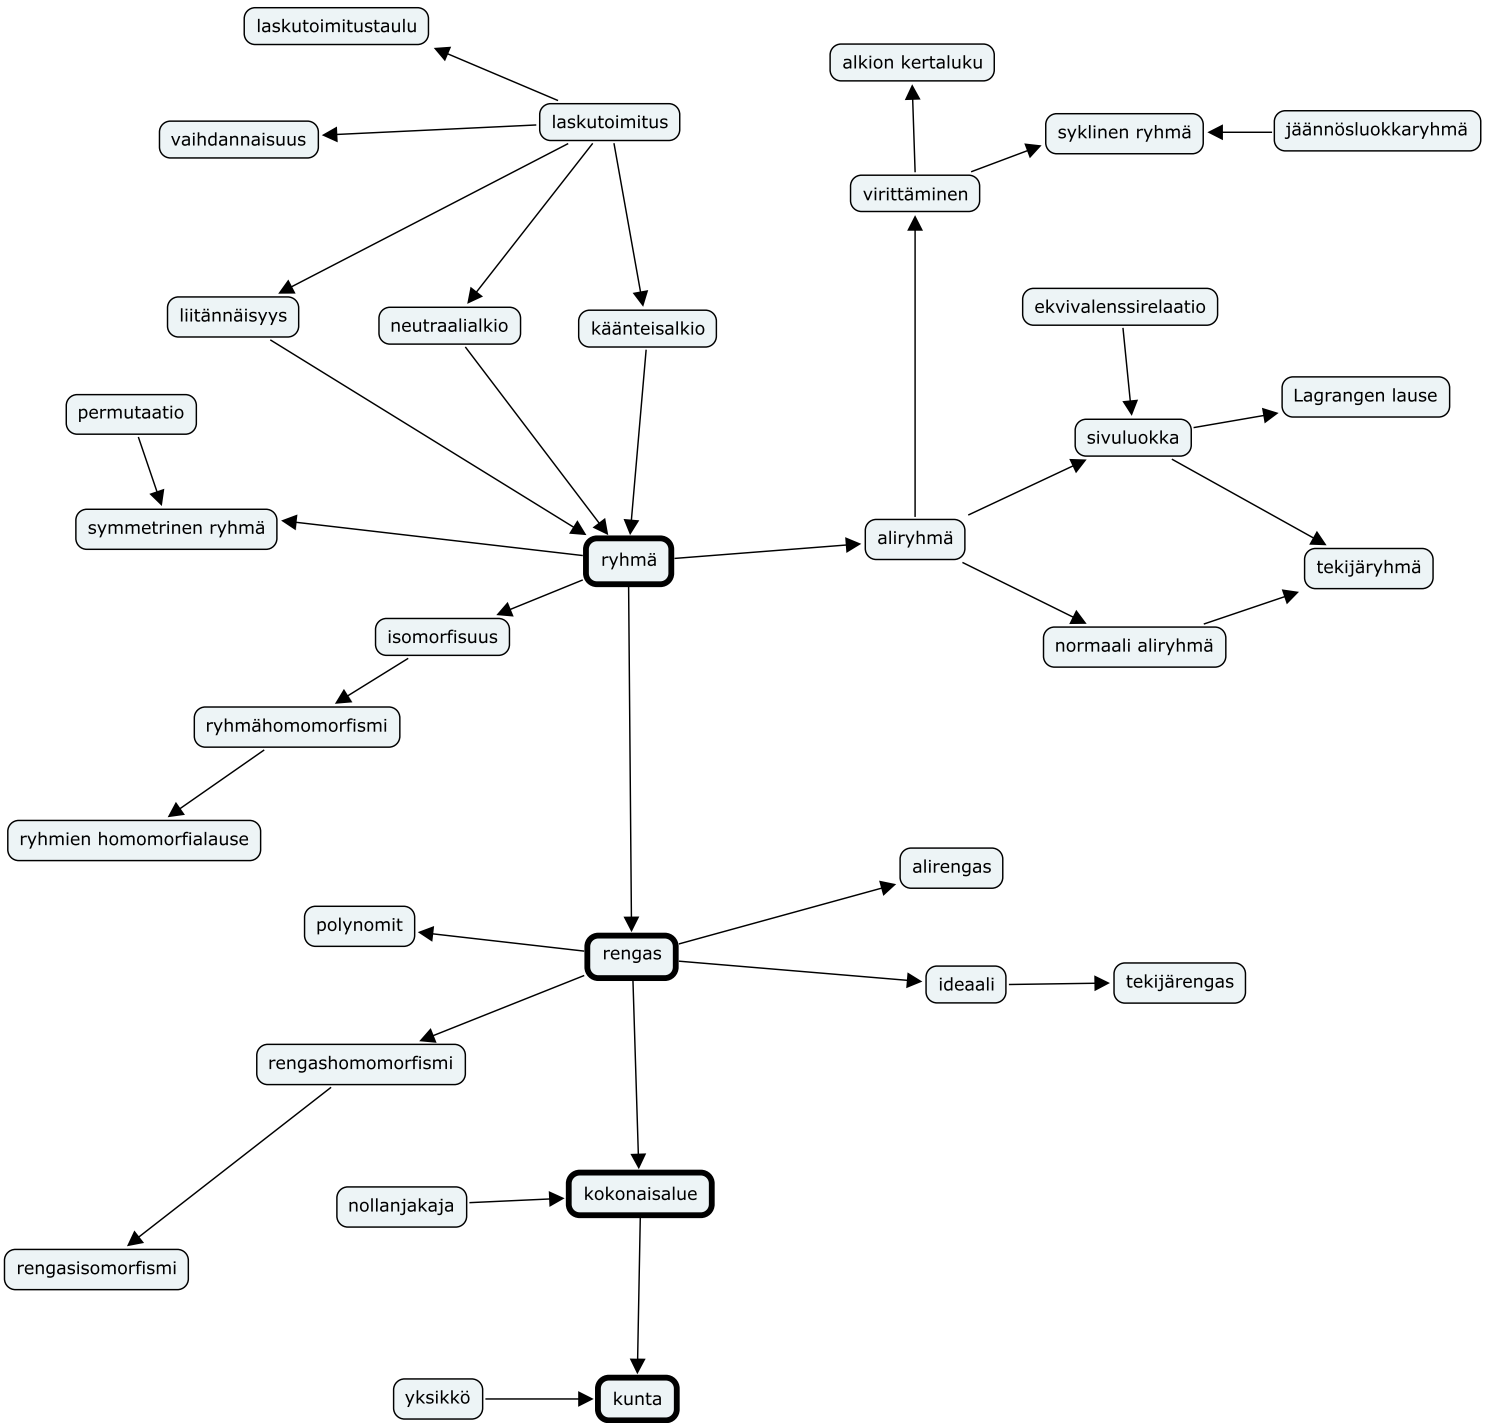 laskutoimitustaulu
alkion kertaluku
laskutoimitus
vaihdannaisuus
syklinen ryhmä
jäännösluokkaryhmä
virittäminen
liitännäisyys
neutraalialkio
käänteisalkio
ekvivalenssirelaatio
permutaatio
Lagrangen lause
sivuluokka
symmetrinen ryhmä
ryhmä
aliryhmä
tekijäryhmä
isomorfisuus
normaali aliryhmä
ryhmähomomorfismi
ryhmien homomorfialause
alirengas
polynomit
rengas
ideaali
tekijärengas
rengashomomorfismi
nollanjakaja
kokonaisalue
rengasisomorfismi
yksikkö
kunta